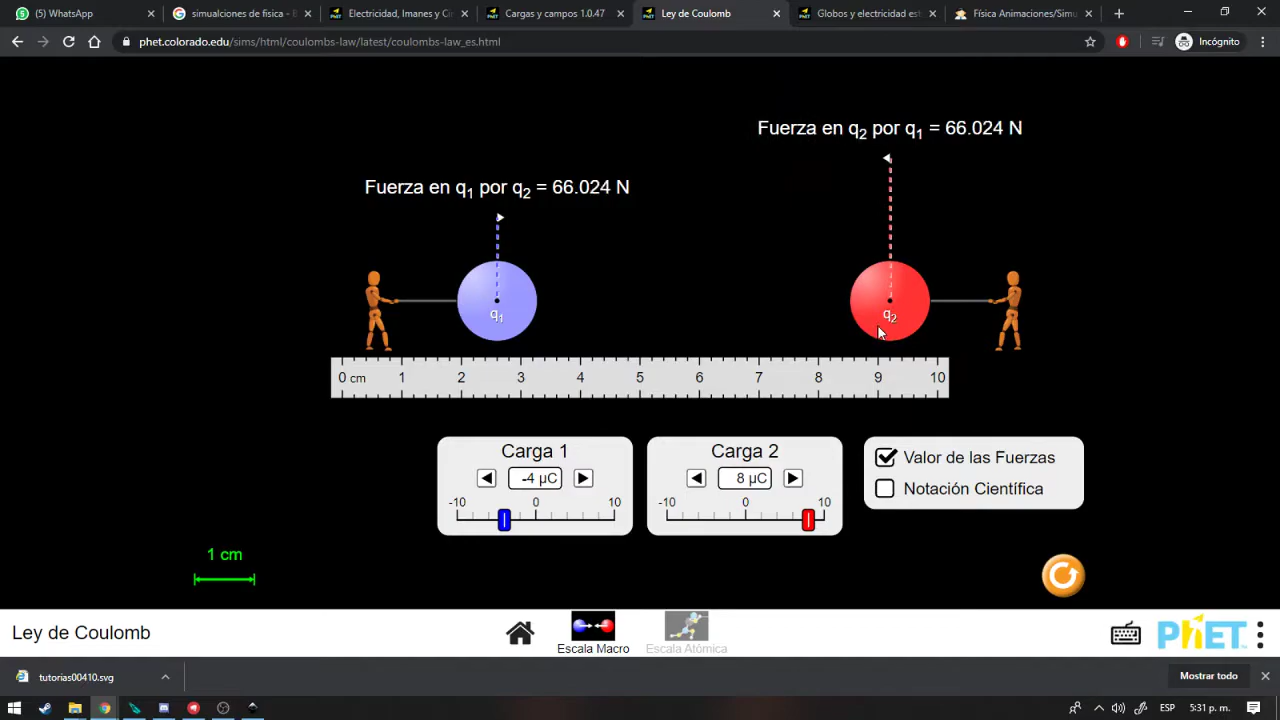 (5) WhatsApp
simualciones de fisica - B
Electricidad, Imanes y Ci
Cargas y campos 1.0.47
Ley de Coulomb
Globos y electricidad est
Física Animaciones/Simu
phet.colorado.edu/sims/html/coulombs-law/latest/coulombs-law_es.html
Incógnito
Fuerza en q2 por q1 = 66.024 N
Fuerza en q1 por q2 = 66.024 N
q1
q2
0 cm 1 2 3 4 5 6 7 8 9 10
Carga 1
-4 μC
-10 0 10
Carga 2
8 μC
-10 0 10
Valor de las Fuerzas
Notación Científica
1 cm
Ley de Coulomb
Escala Macro
Escala Atómica
PhET
tutorias00410.svg
Mostrar todo
ESP
5:31 p. m.